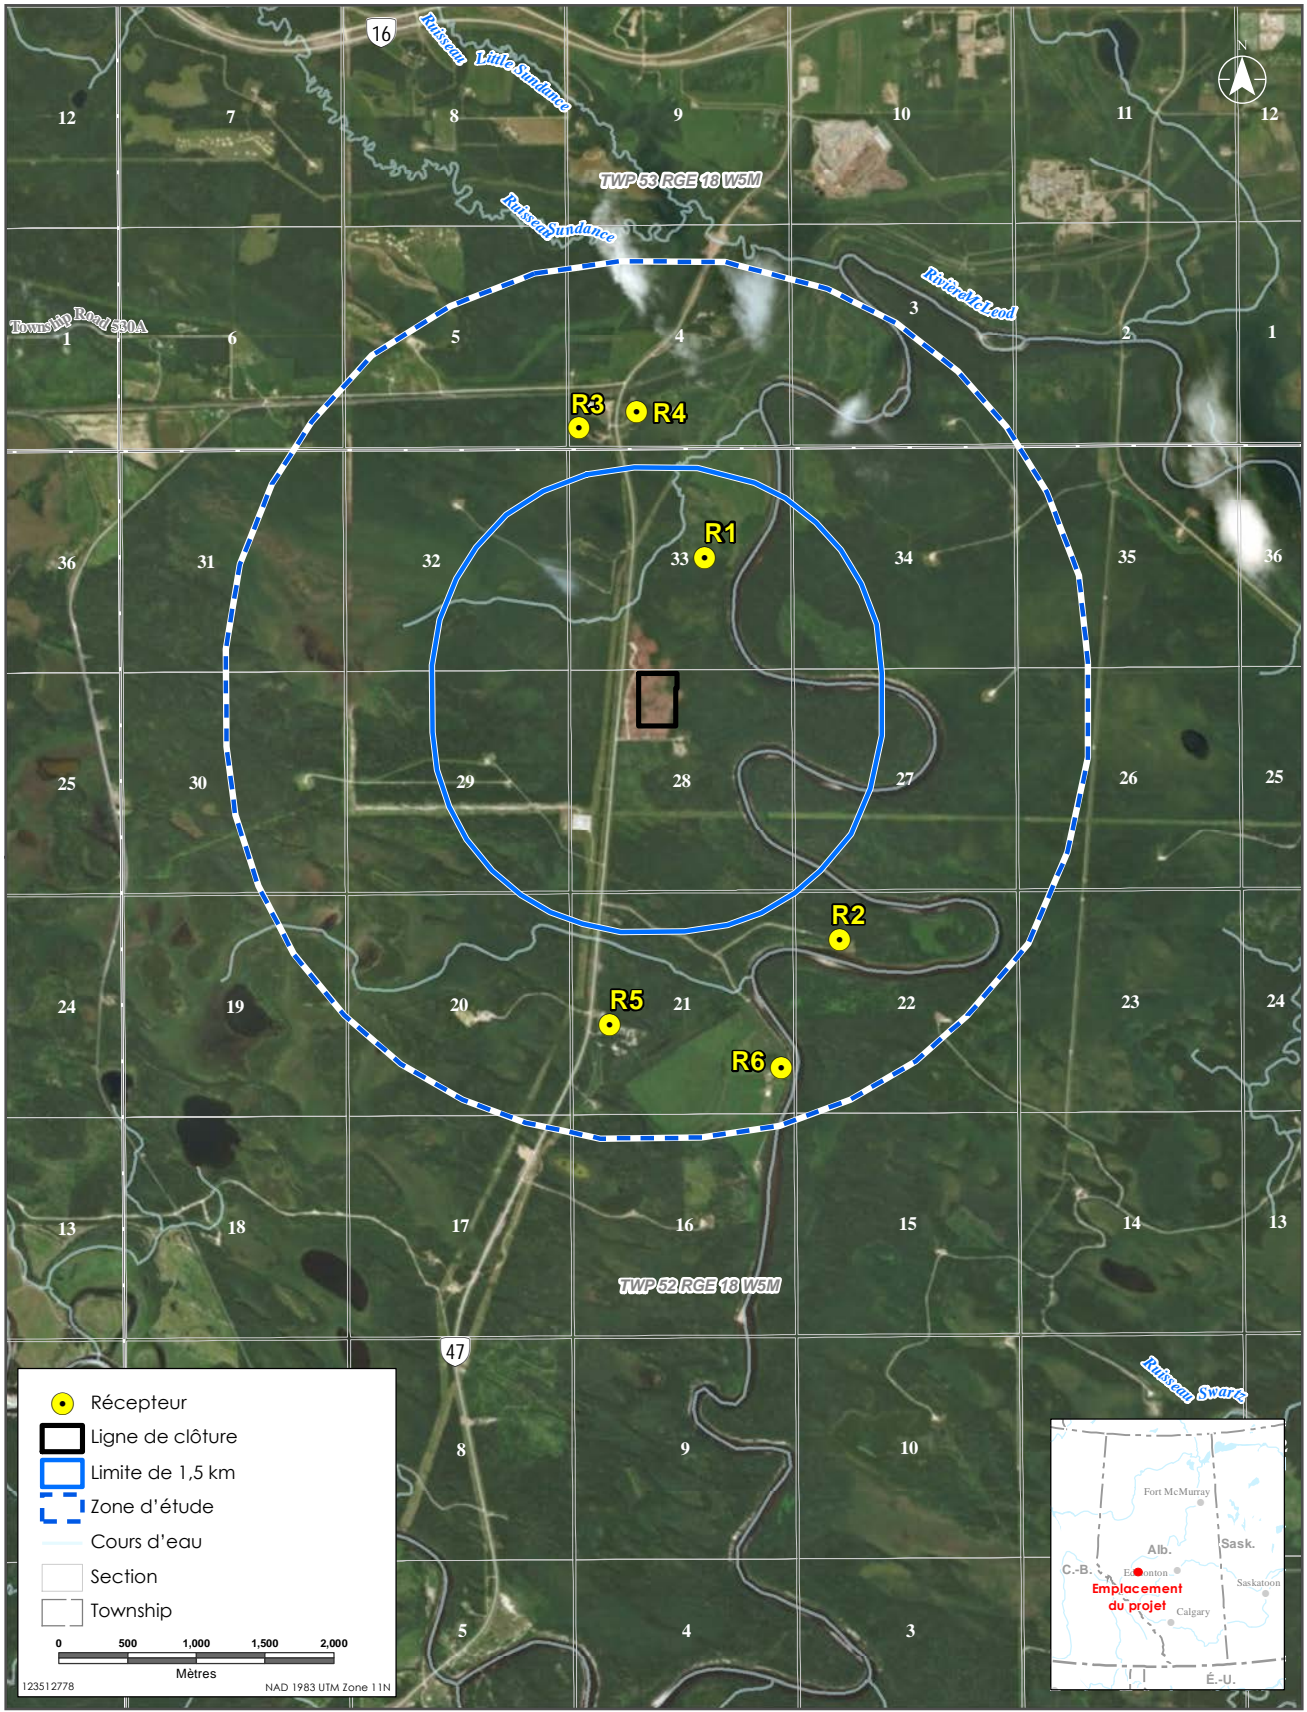 16
Ruisseau Little Sundance
N
12
7
8
9
10
11
12
TWP 53 RGE 18 W5M
Ruisseau Sundance
Rivière McLeod
Township Road 530A
1
6
5
4
3
2
1
R3
R4
R1
36
31
32
33
34
35
36
25
30
29
28
27
26
25
R2
R5
R6
24
19
20
21
22
23
24
13
18
17
16
15
14
13
TWP 52 RGE 18 W5M
47
Ruisseau Swartz
8
9
10
5
4
3
Récepteur
Ligne de clôture
Limite de 1,5 km
Zone d'étude
Cours d'eau
Section
Township
0 500 1,000 1,500 2,000
Mètres
123512778
NAD 1983 UTM Zone 11N
Fort McMurray
Alb.
Sask.
C.-B.
Edmonton
Saskatoon
Emplacement
du projet
Calgary
É.-U.